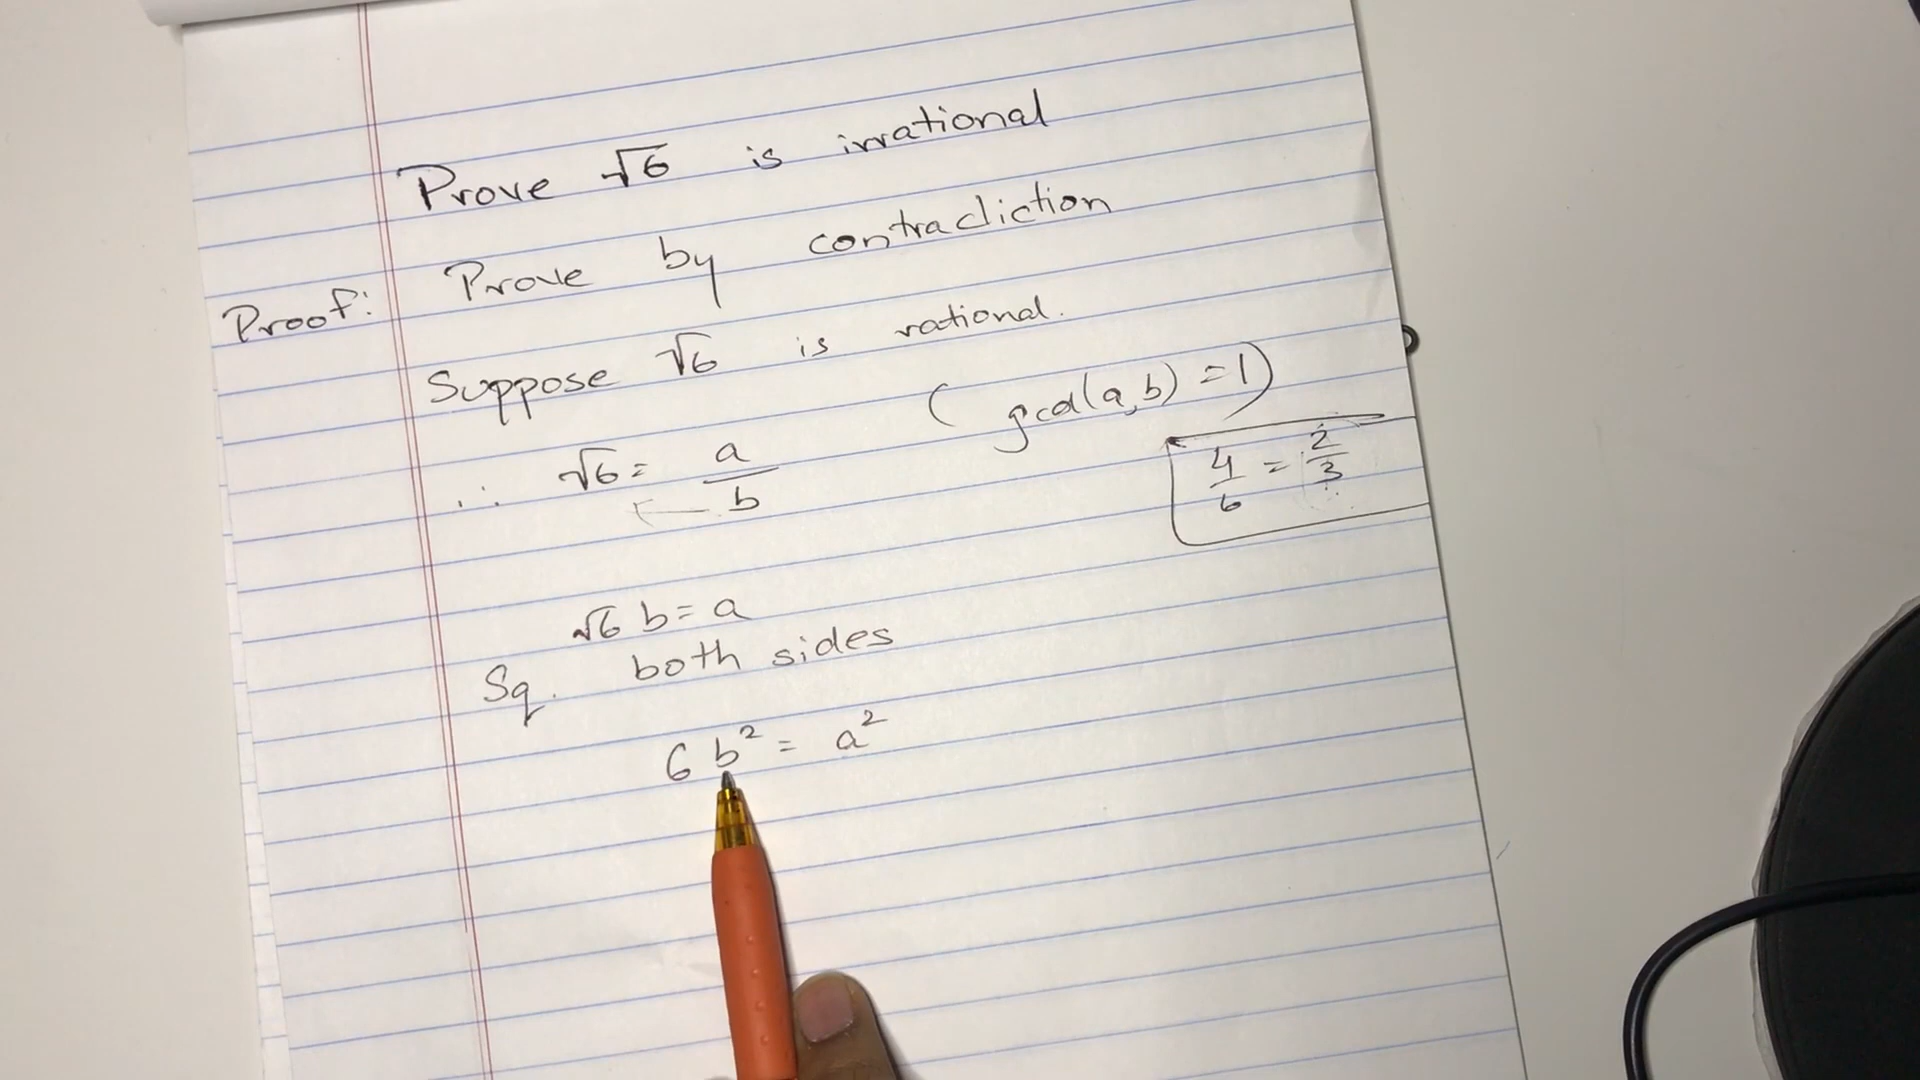 Prove √6 is irrational
Proof: Prove by contradiction
Suppose √6 is rational.
∴ √6 = a/b (gcd(a,b) = 1)
4/6 = 2/3
√6 b = a
Sq. both sides
6 b² = a²